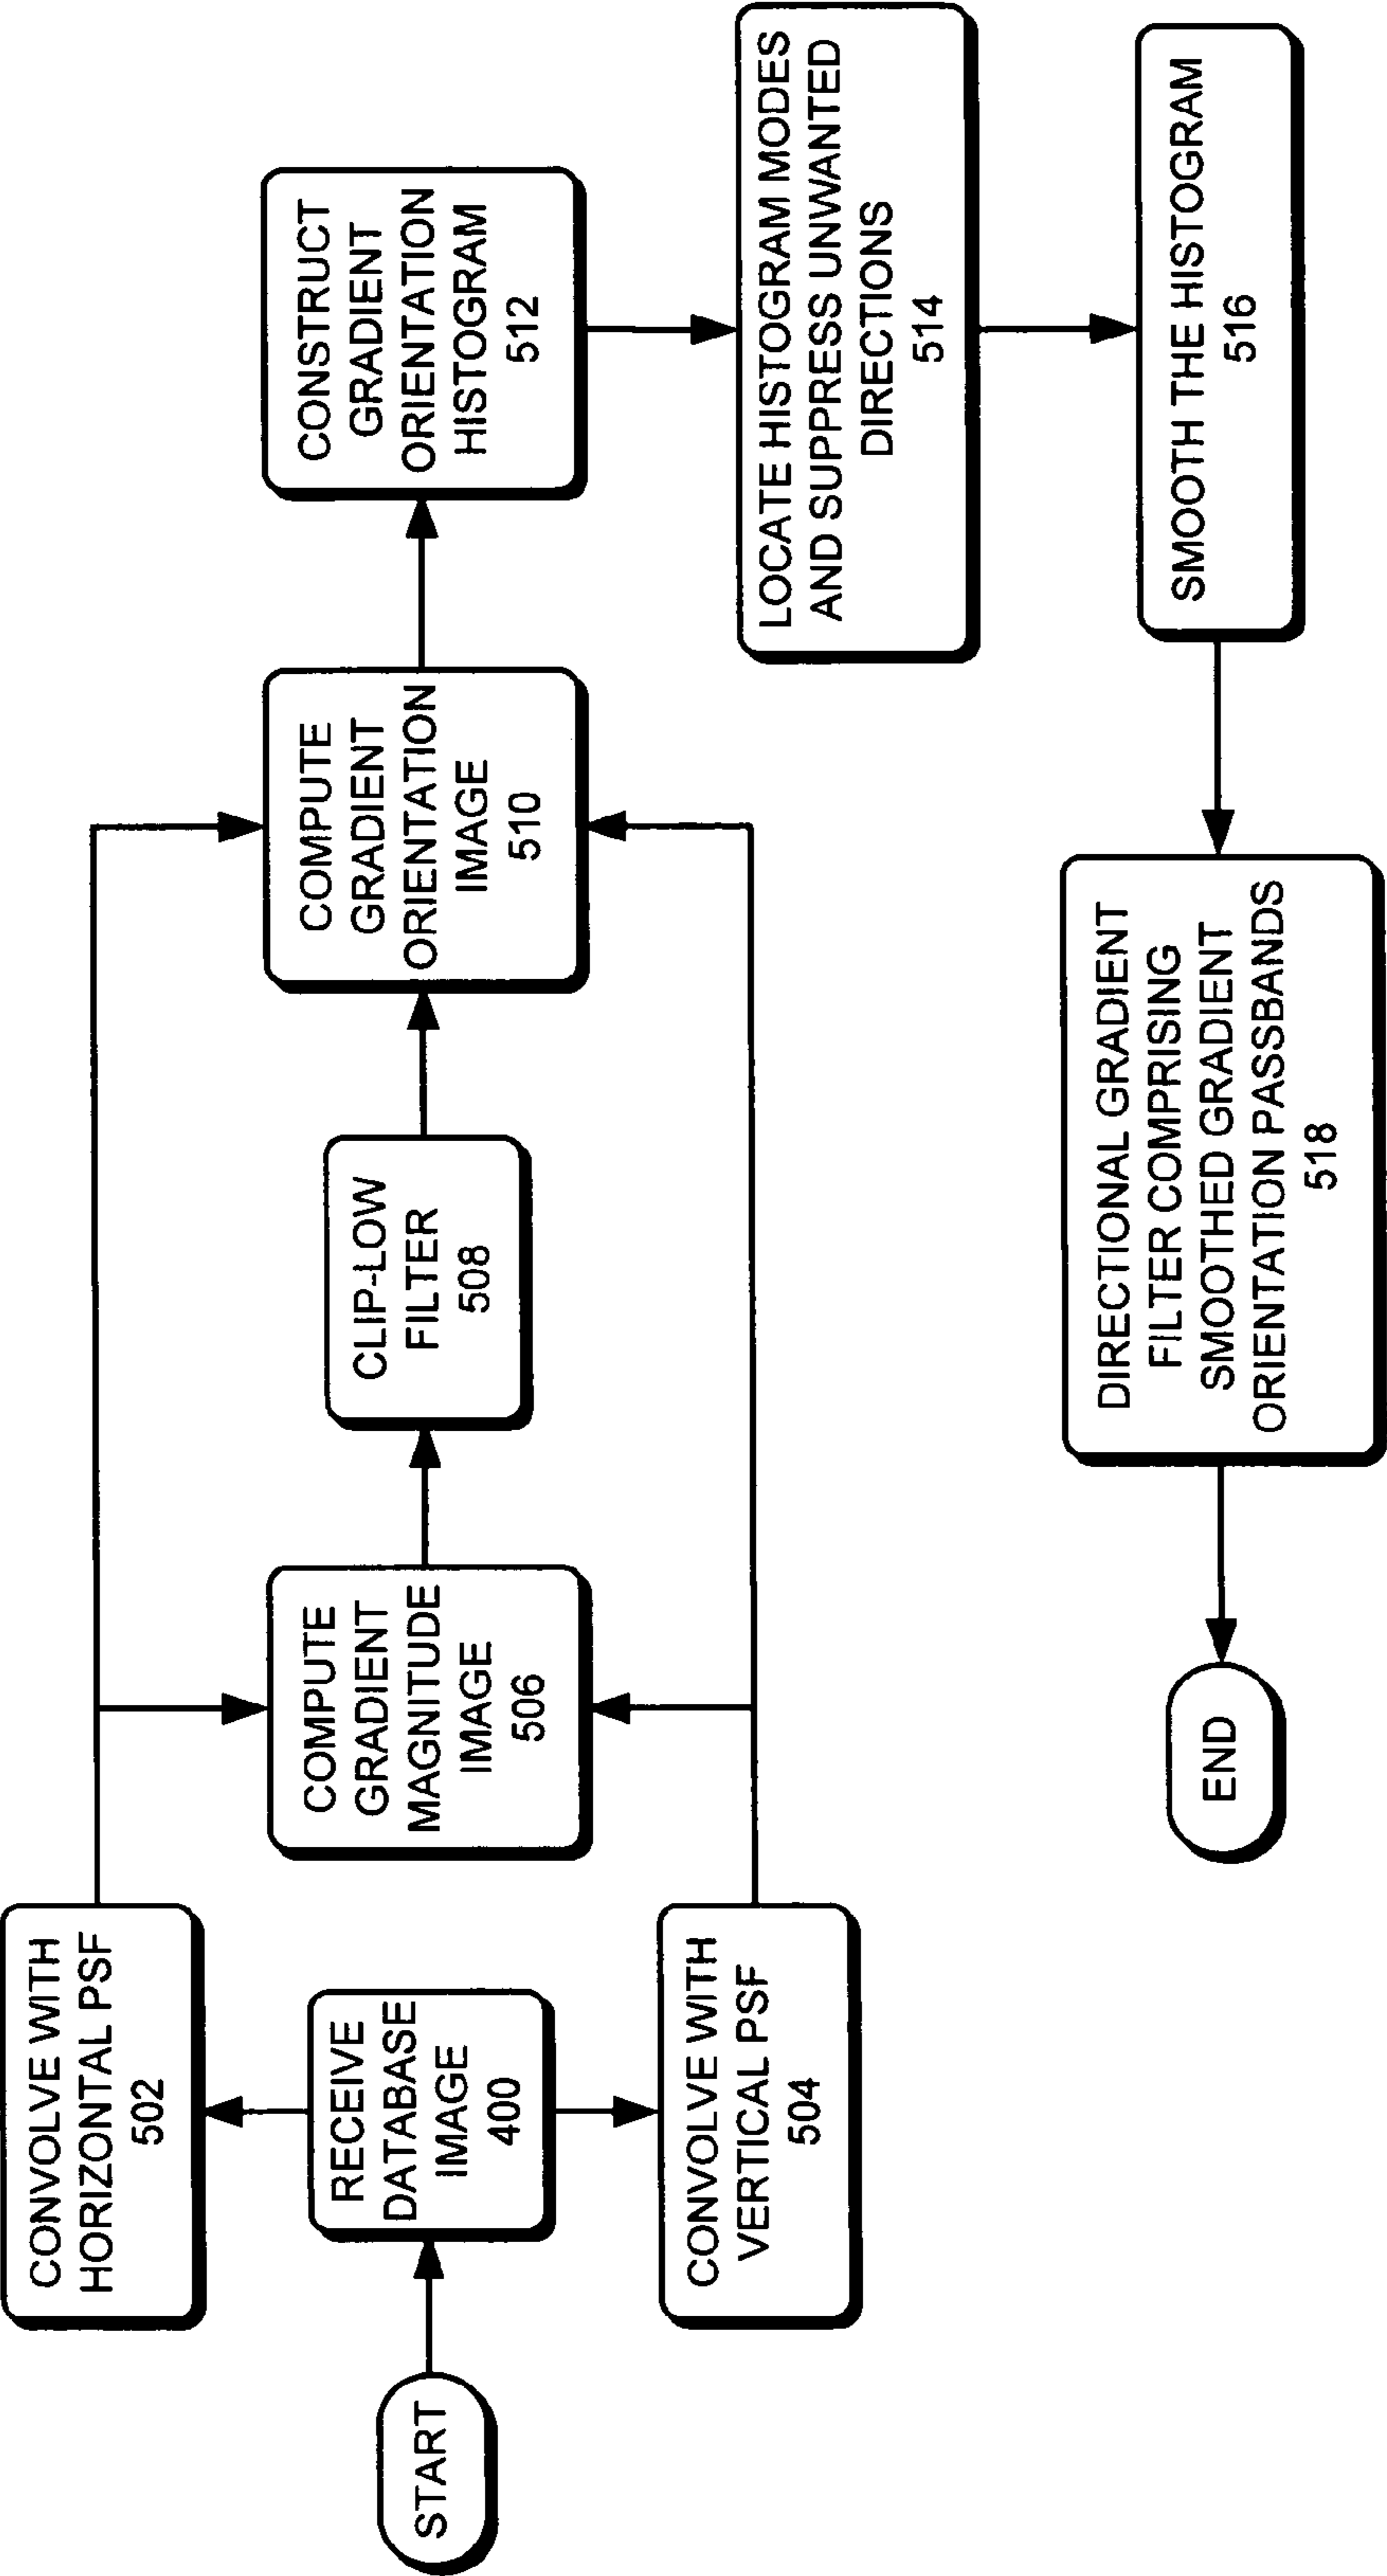 START
RECEIVE
DATABASE
IMAGE
400
CONVOLVE WITH
HORIZONTAL PSF
502
CONVOLVE WITH
VERTICAL PSF
504
COMPUTE
GRADIENT
MAGNITUDE
IMAGE
506
CLIP-LOW
FILTER
508
COMPUTE
GRADIENT
ORIENTATION
IMAGE
510
CONSTRUCT
GRADIENT
ORIENTATION
HISTOGRAM
512
LOCATE HISTOGRAM MODES
AND SUPPRESS UNWANTED
DIRECTIONS
514
SMOOTH THE HISTOGRAM
516
DIRECTIONAL GRADIENT
FILTER COMPRISING
SMOOTHED GRADIENT
ORIENTATION PASSBANDS
518
END